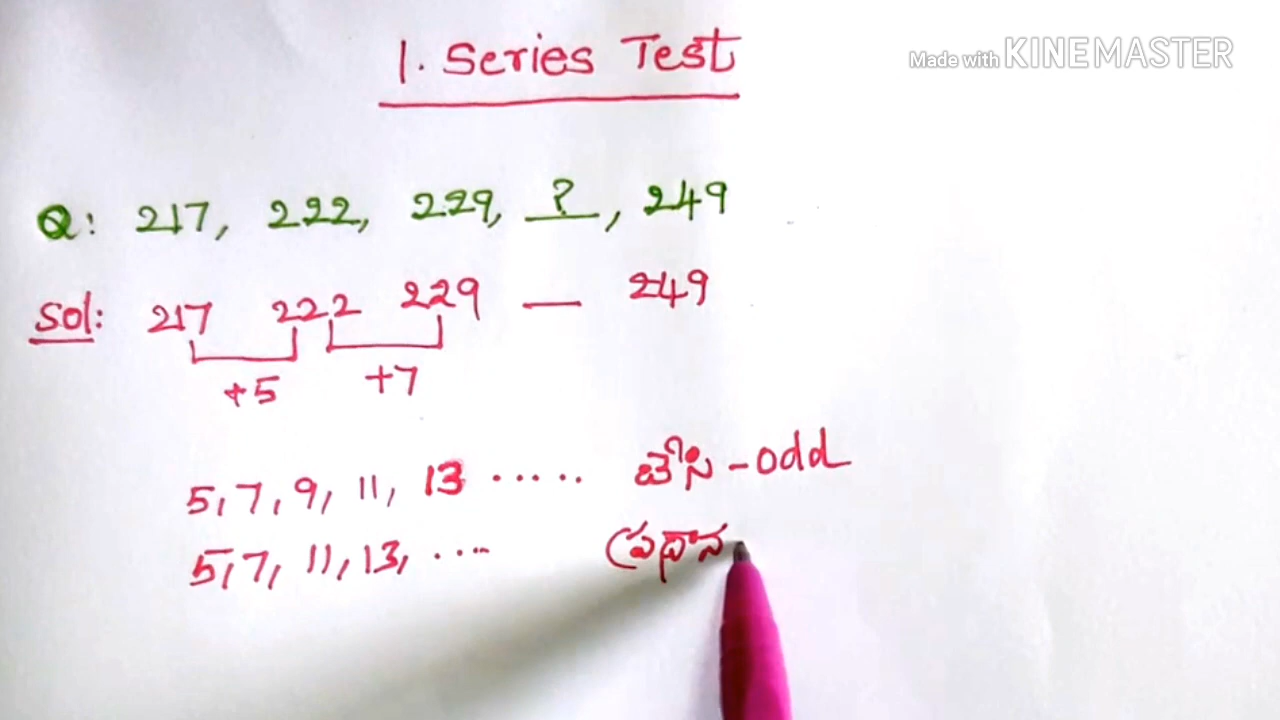 1. Series Test
Made with KINEMASTER
Q: 217, 222, 229, ?, 249
Sol: 217 222 229 — 249
+5 +7
5, 7, 9, 11, 13 ..... బేసి - odd
5, 7, 11, 13, .... ప్రధాన